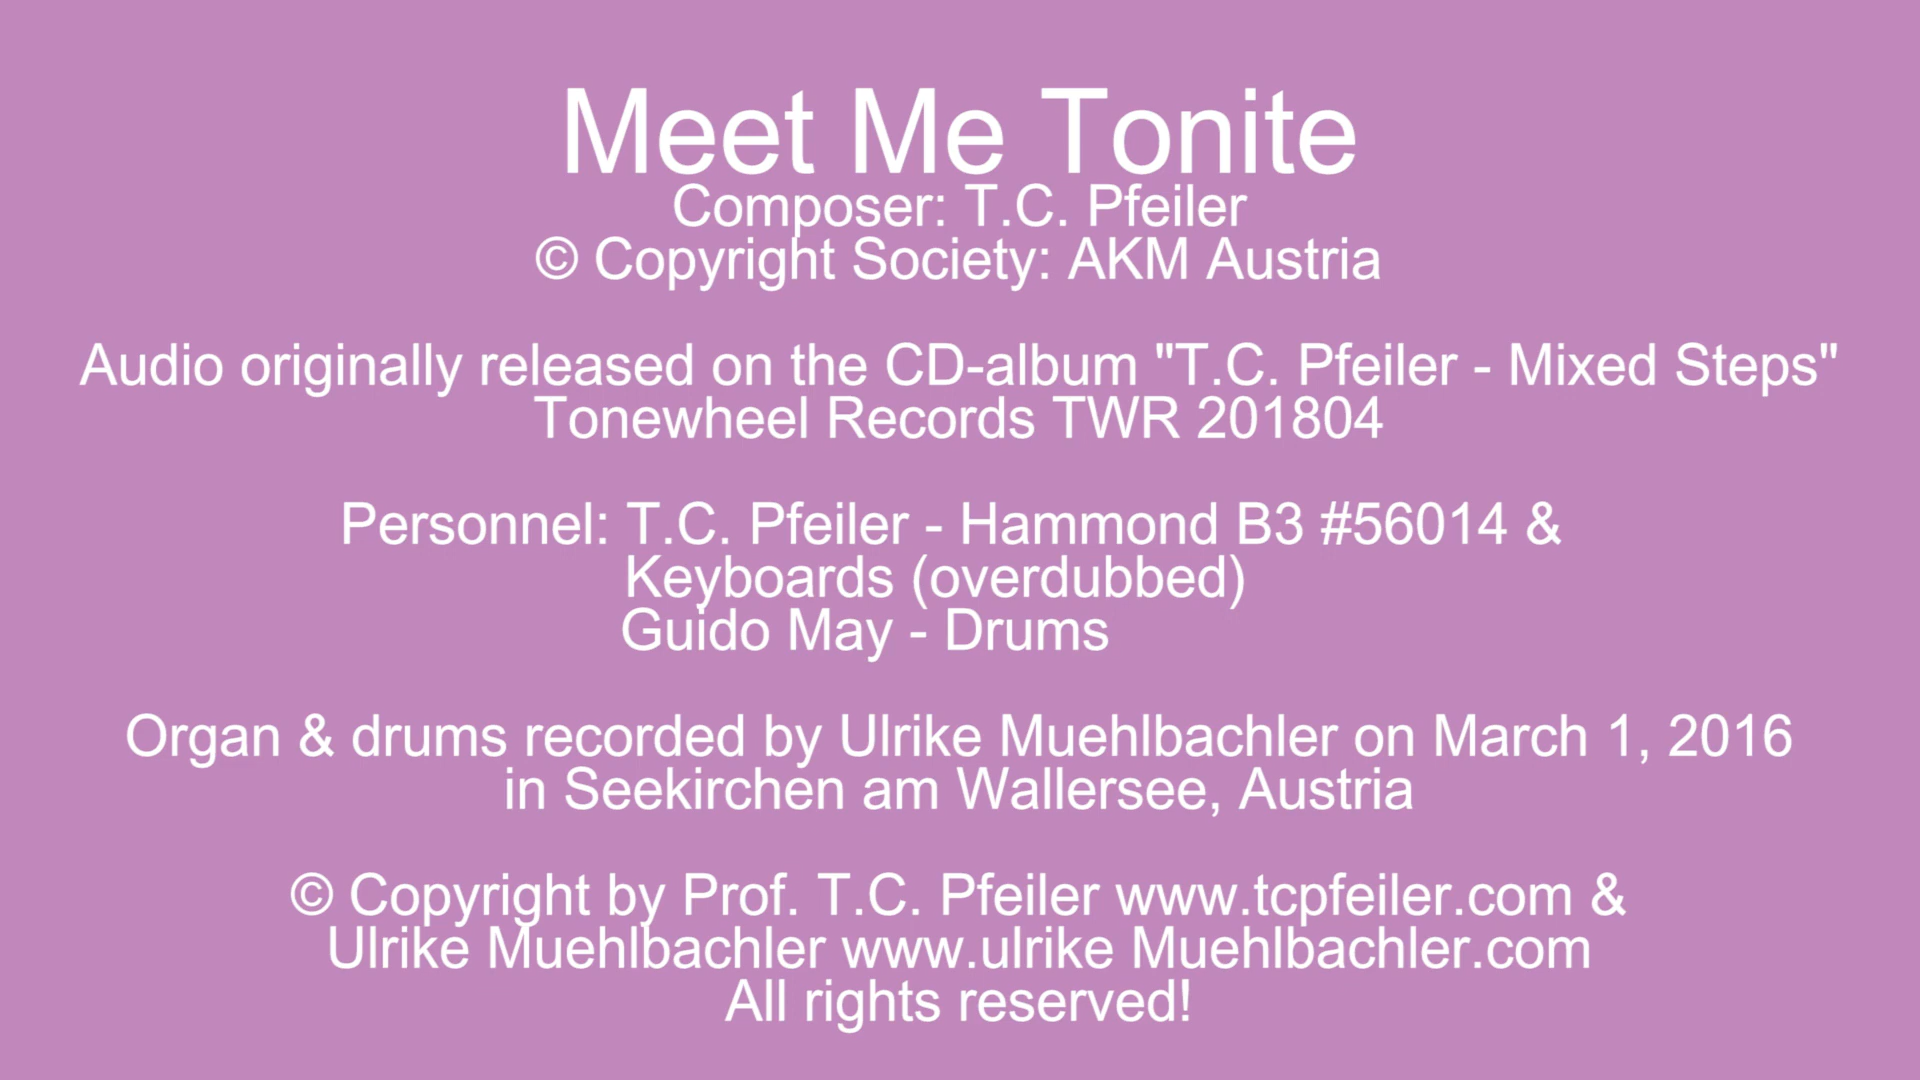 Meet Me Tonite
Composer: T.C. Pfeiler
© Copyright Society: AKM Austria
Audio originally released on the CD-album "T.C. Pfeiler - Mixed Steps"
Tonewheel Records TWR 201804
Personnel: T.C. Pfeiler - Hammond B3 #56014 &
Keyboards (overdubbed)
Guido May - Drums
Organ & drums recorded by Ulrike Muehlbachler on March 1, 2016
in Seekirchen am Wallersee, Austria
© Copyright by Prof. T.C. Pfeiler www.tcpfeiler.com &
Ulrike Muehlbachler www.ulrike Muehlbachler.com
All rights reserved!